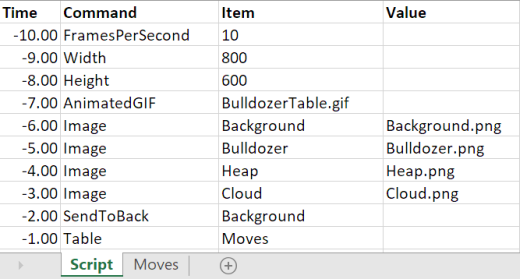 Time Command Item Value
-10.00 FramesPerSecond 10
-9.00 Width 800
-8.00 Height 600
-7.00 AnimatedGIF BulldozerTable.gif
-6.00 Image Background Background.png
-5.00 Image Bulldozer Bulldozer.png
-4.00 Image Heap Heap.png
-3.00 Image Cloud Cloud.png
-2.00 SendToBack Background
-1.00 Table Moves
Script Moves